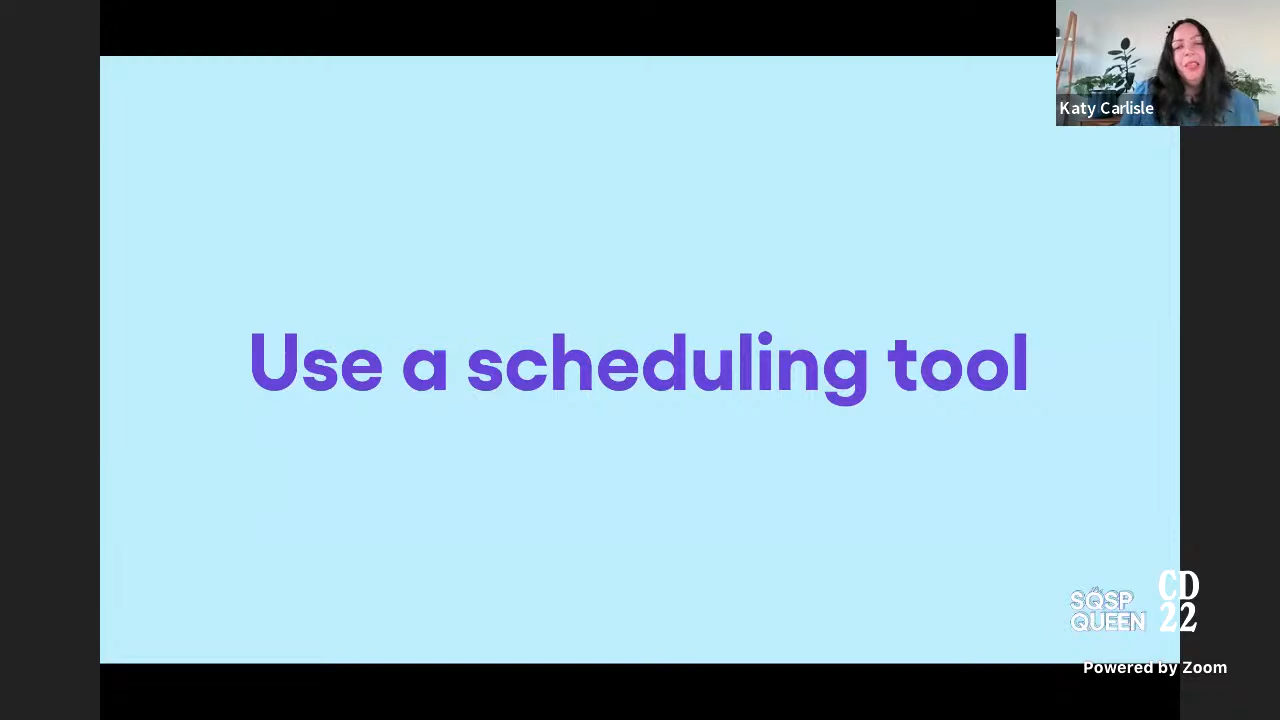 Katy Carlisle
Use a scheduling tool
SQSP
QUEEN
CD
22
Powered by Zoom